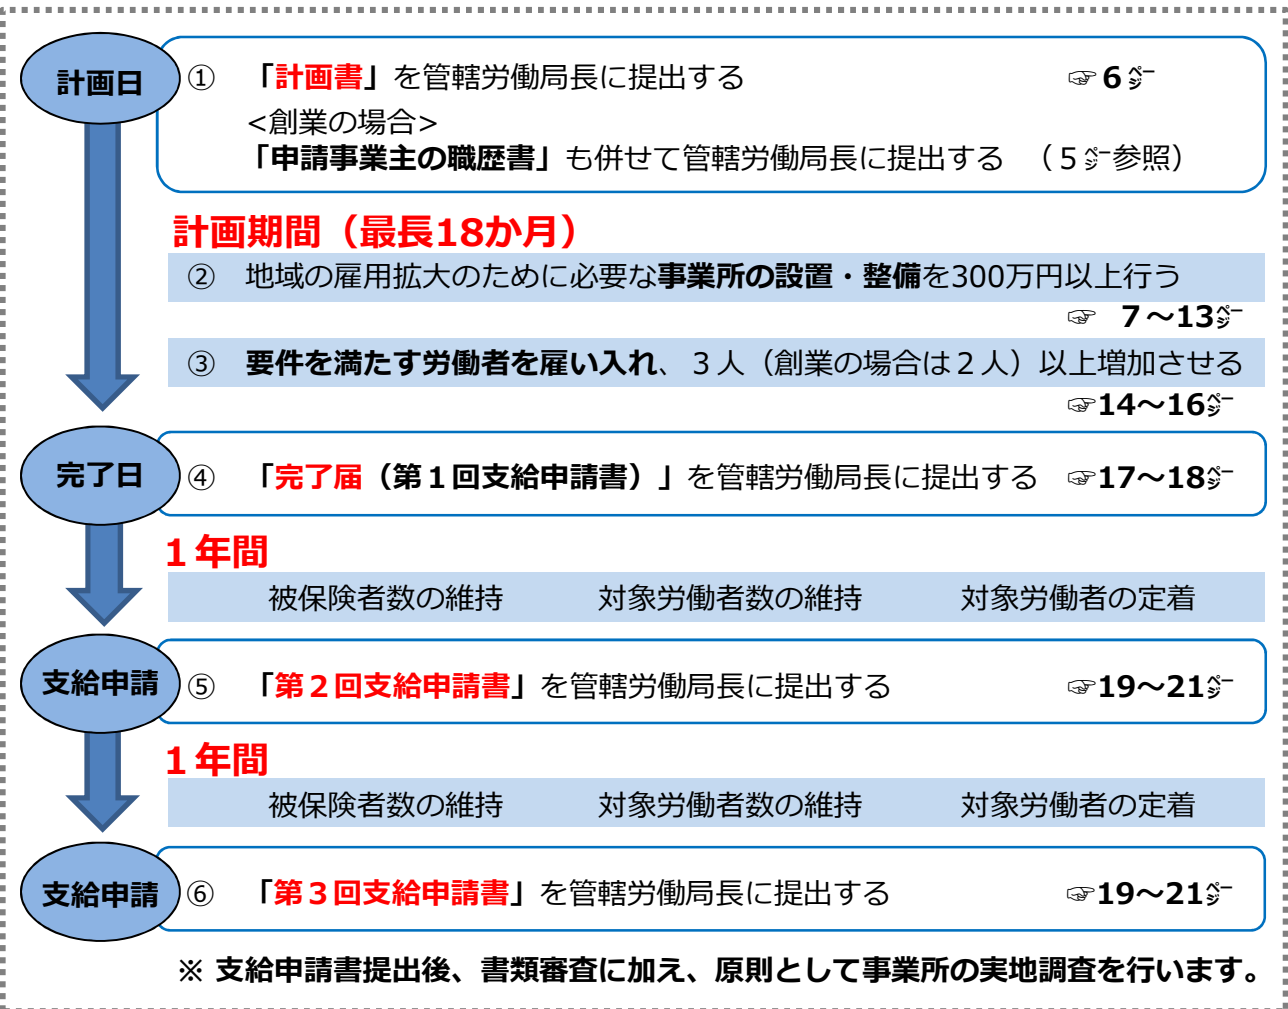 計画日
① 「計画書」を管轄労働局長に提出する ☞6㌻
<創業の場合>
「申請事業主の職歴書」も併せて管轄労働局長に提出する （5㌻参照）
計画期間（最長18か月）
② 地域の雇用拡大のために必要な事業所の設置・整備を300万円以上行う
☞ 7～13㌻
③ 要件を満たす労働者を雇い入れ、３人（創業の場合は２人）以上増加させる
☞14～16㌻
完了日
④ 「完了届（第１回支給申請書）」を管轄労働局長に提出する ☞17～18㌻
１年間
被保険者数の維持 対象労働者数の維持 対象労働者の定着
支給申請
⑤ 「第２回支給申請書」を管轄労働局長に提出する ☞19～21㌻
１年間
被保険者数の維持 対象労働者数の維持 対象労働者の定着
支給申請
⑥ 「第３回支給申請書」を管轄労働局長に提出する ☞19～21㌻
※ 支給申請書提出後、書類審査に加え、原則として事業所の実地調査を行います。